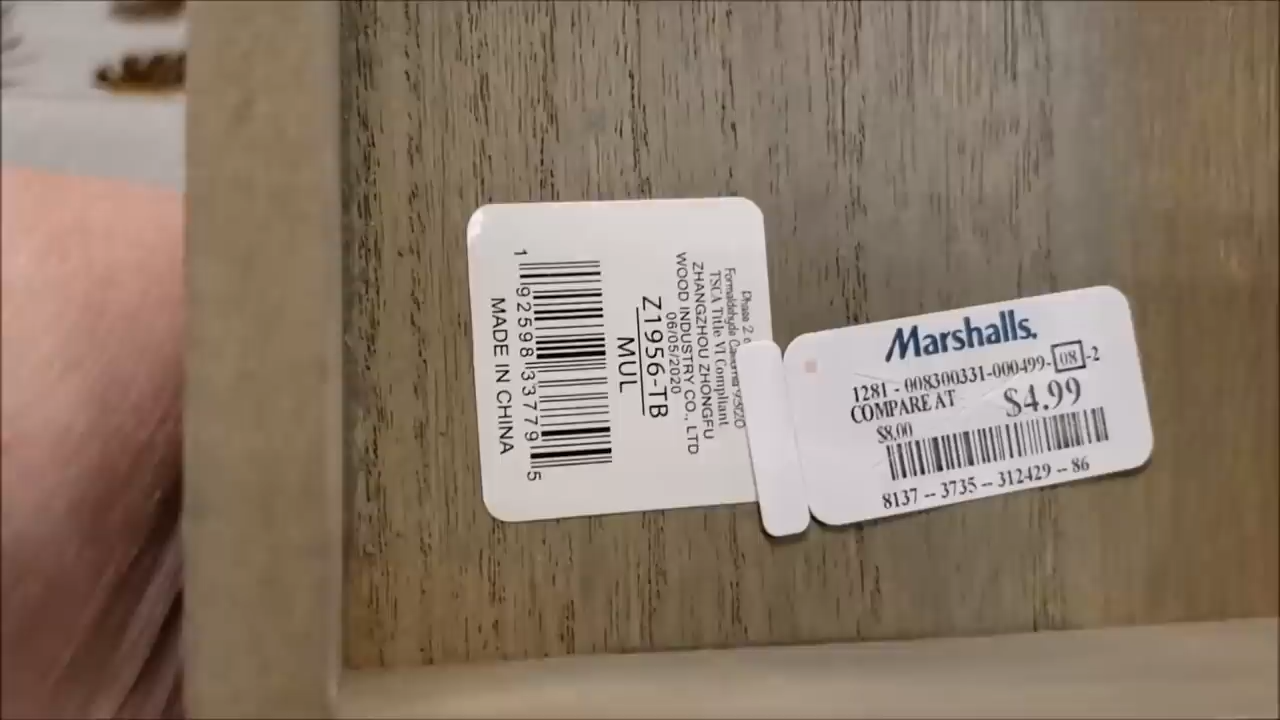 Phase 2
Formaldehyde
TSCA Title VI Compliant
ZHANGZHOU ZHONGFU
WOOD INDUSTRY CO., LTD
06/05/2020
Z1956-TB
MUL
1 92598 33779 5
MADE IN CHINA
Marshalls.
1281 - 008300331-000499-08-2
COMPARE AT $4.99
$8.00
8137 -- 3735 -- 312429 -- 86